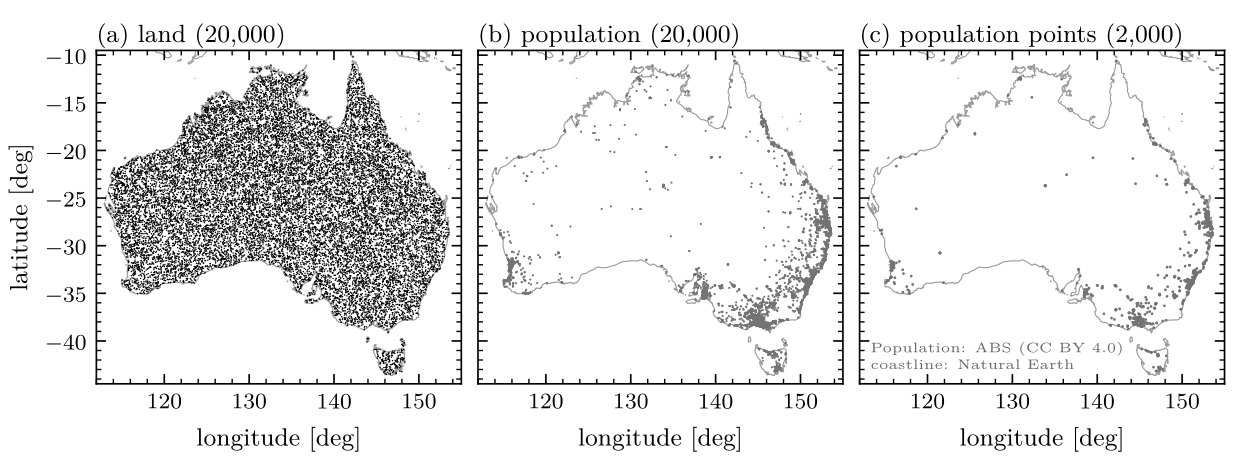 (a) land (20,000)
(b) population (20,000)
(c) population points (2,000)
−10
−15
−20
−25
−30
−35
−40
latitude [deg]
120 130 140 150
120 130 140 150
120 130 140 150
longitude [deg]
longitude [deg]
longitude [deg]
Population: ABS (CC BY 4.0)
coastline: Natural Earth